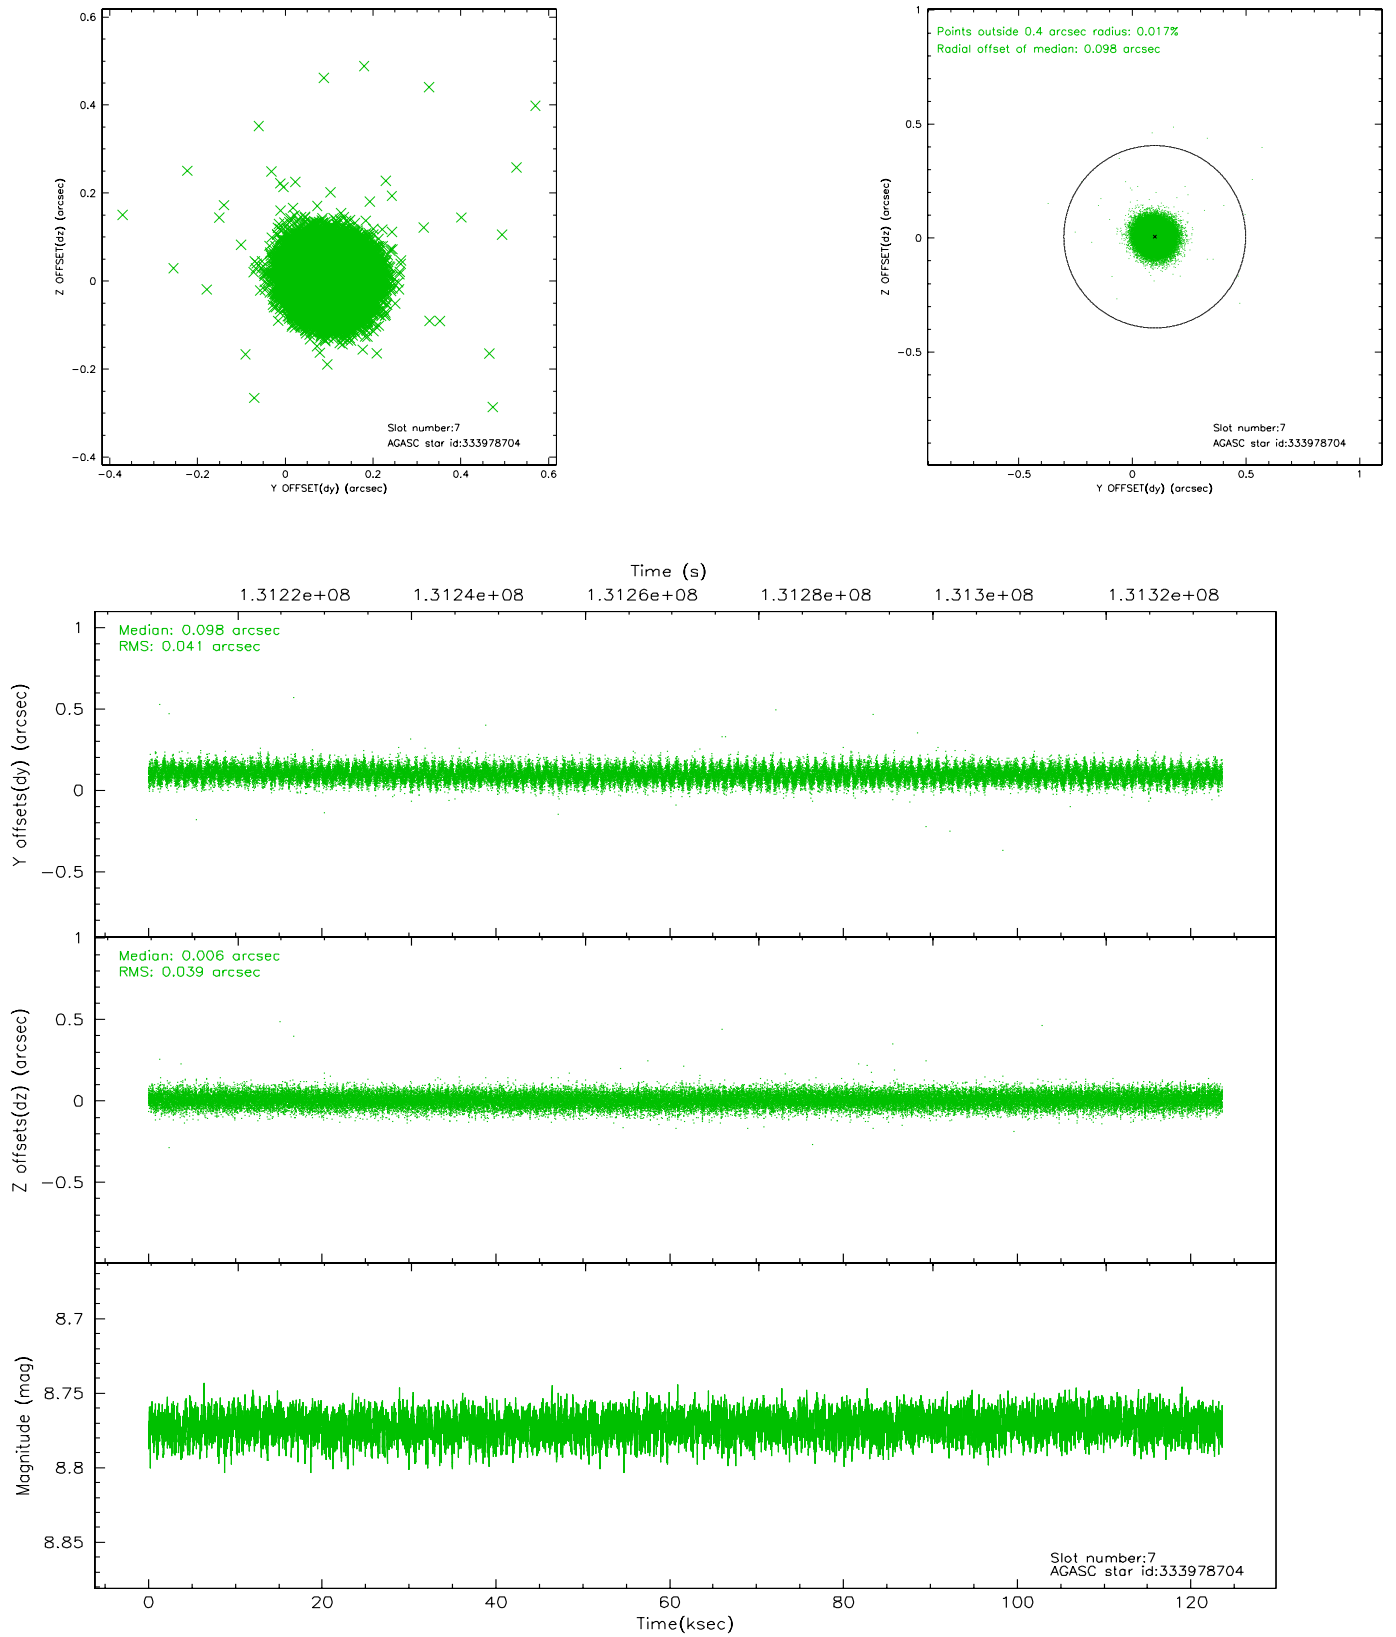 0.6
0.4
0.2
0
−0.2
−0.4
−0.4 −0.2 0 0.2 0.4 0.6
Z OFFSET(dz) (arcsec)
Y OFFSET(dy) (arcsec)
Slot number:7
AGASC star id:333978704
Points outside 0.4 arcsec radius: 0.017%
Radial offset of median: 0.098 arcsec
1
0.5
0
−0.5
−0.5 0 0.5 1
Z OFFSET(dz) (arcsec)
Y OFFSET(dy) (arcsec)
Slot number:7
AGASC star id:333978704
Time (s)
1.3122e+08 1.3124e+08 1.3126e+08 1.3128e+08 1.313e+08 1.3132e+08
Median: 0.098 arcsec
RMS: 0.041 arcsec
1
0.5
0
−0.5
Y offsets(dy) (arcsec)
Median: 0.006 arcsec
RMS: 0.039 arcsec
1
0.5
0
−0.5
Z offsets(dz) (arcsec)
8.7
8.75
8.8
8.85
Magnitude (mag)
Slot number:7
AGASC star id:333978704
0 20 40 60 80 100 120
Time(ksec)